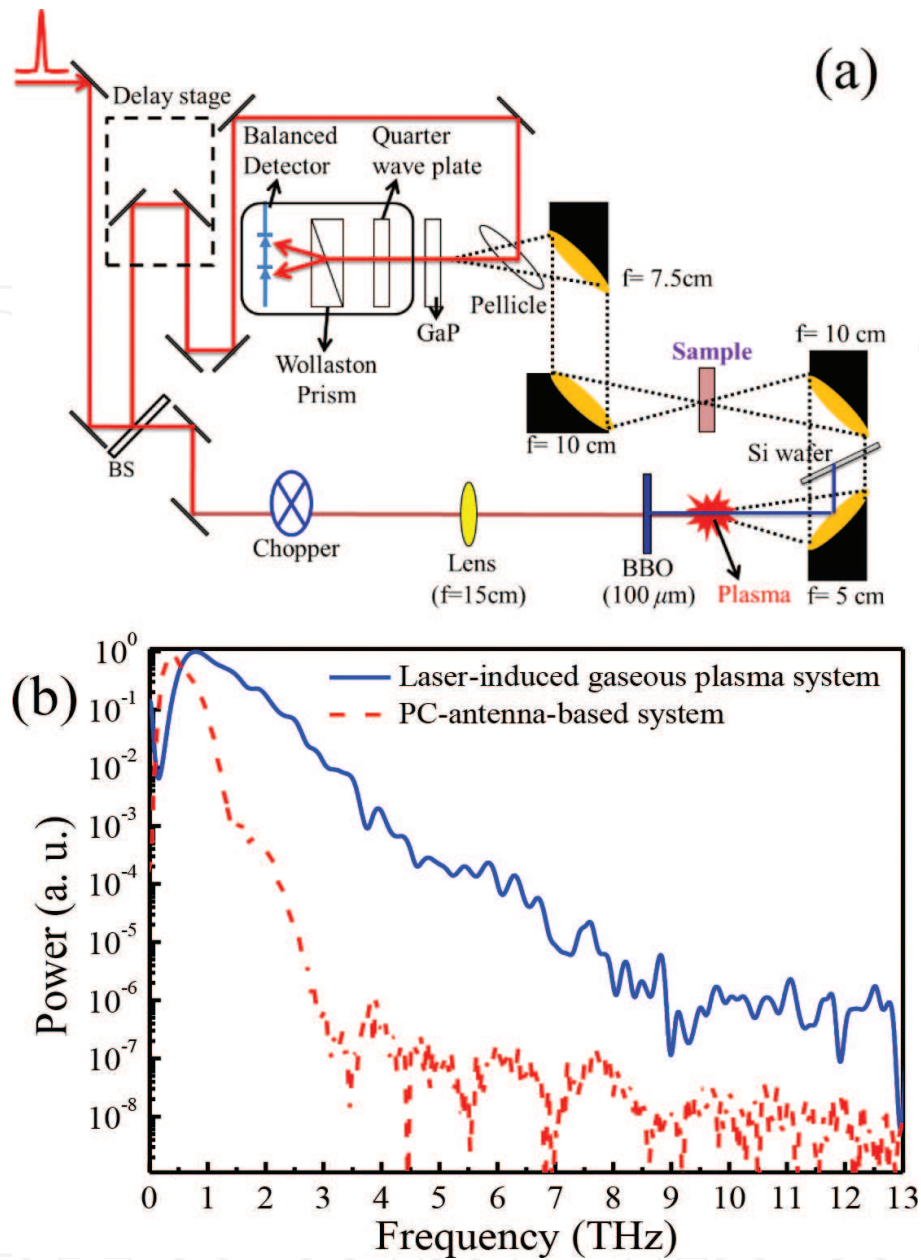 (a)
Delay stage
Balanced
Detector
Quarter
wave plate
Pellicle
f= 7.5cm
GaP
Wollaston
Prism
Sample
f= 10 cm
f= 10 cm
Si wafer
BS
Chopper
Lens
(f=15cm)
BBO
(100 μm)
Plasma
f= 5 cm
(b)
Laser-induced gaseous plasma system
PC-antenna-based system
Power (a. u.)
10⁰
10⁻¹
10⁻²
10⁻³
10⁻⁴
10⁻⁵
10⁻⁶
10⁻⁷
10⁻⁸
0 1 2 3 4 5 6 7 8 9 10 11 12 13
Frequency (THz)